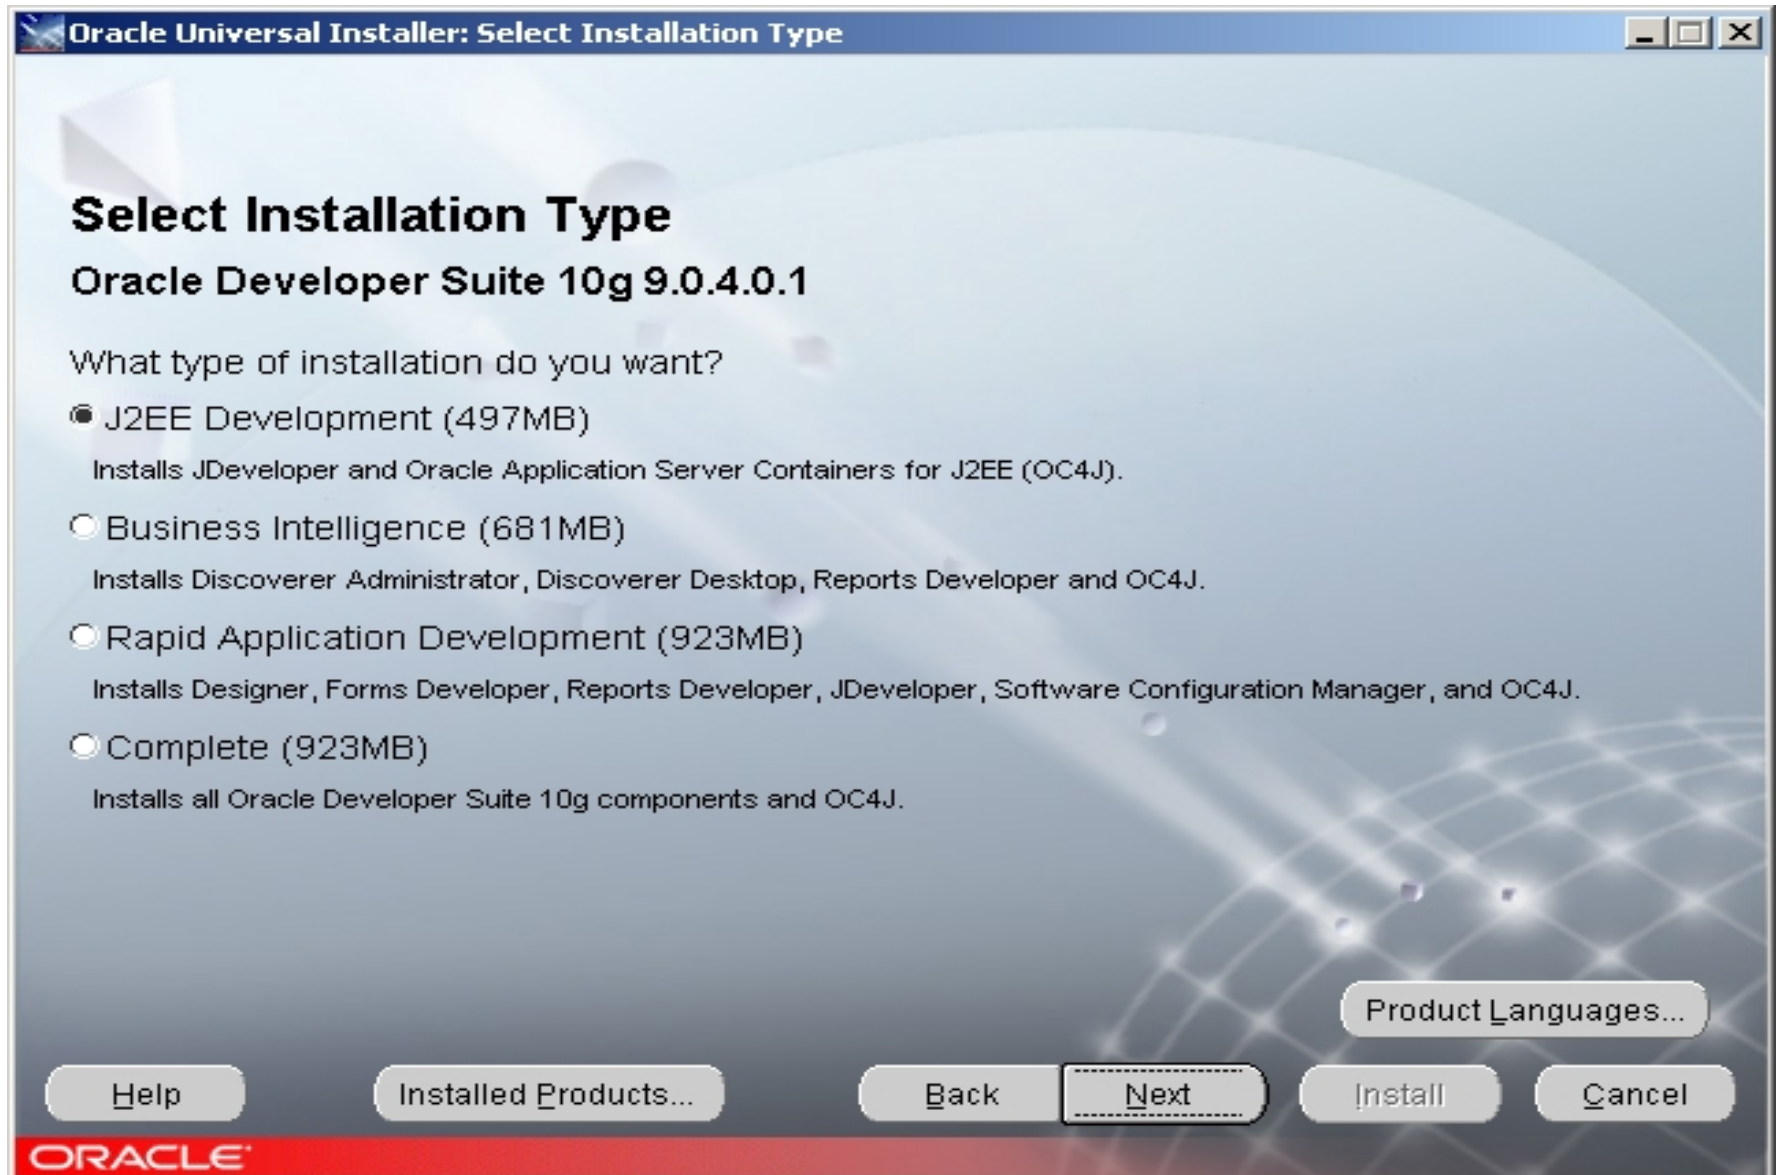 Oracle Universal Installer: Select Installation Type
Select Installation Type
Oracle Developer Suite 10g 9.0.4.0.1
What type of installation do you want?
J2EE Development (497MB)
Installs JDeveloper and Oracle Application Server Containers for J2EE (OC4J).
Business Intelligence (681MB)
Installs Discoverer Administrator, Discoverer Desktop, Reports Developer and OC4J.
Rapid Application Development (923MB)
Installs Designer, Forms Developer, Reports Developer, JDeveloper, Software Configuration Manager, and OC4J.
Complete (923MB)
Installs all Oracle Developer Suite 10g components and OC4J.
Product Languages...
Help Installed Products... Back Next Install Cancel
ORACLE